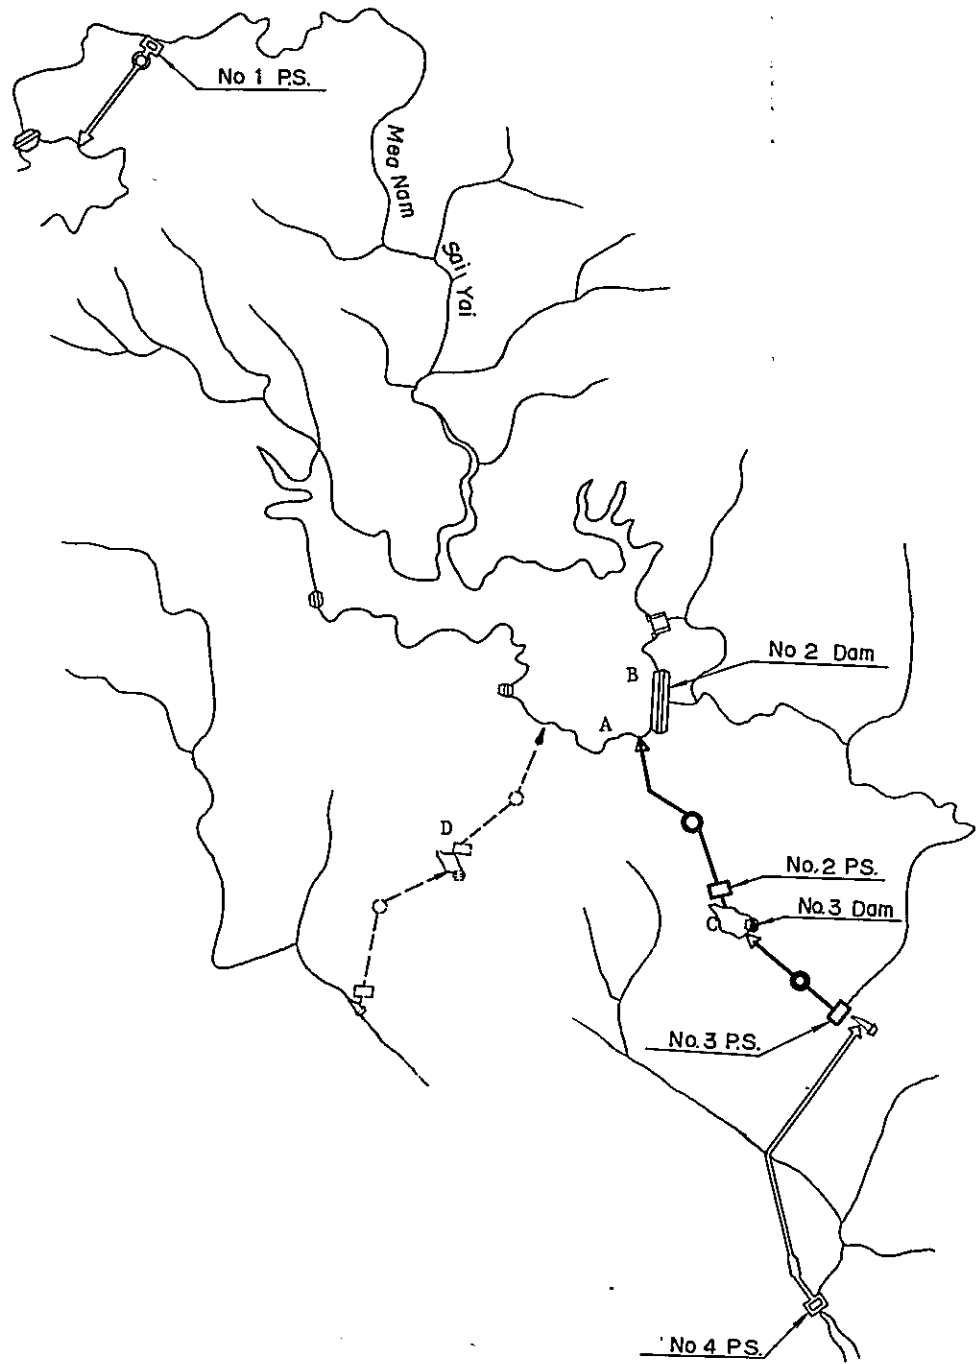 No 1 P.S.
Mea Nam
Sai Yai
No 2 Dam
B
A
D
No. 2 P.S.
No. 3 Dam
C
No. 3 P.S.
No 4 P.S.